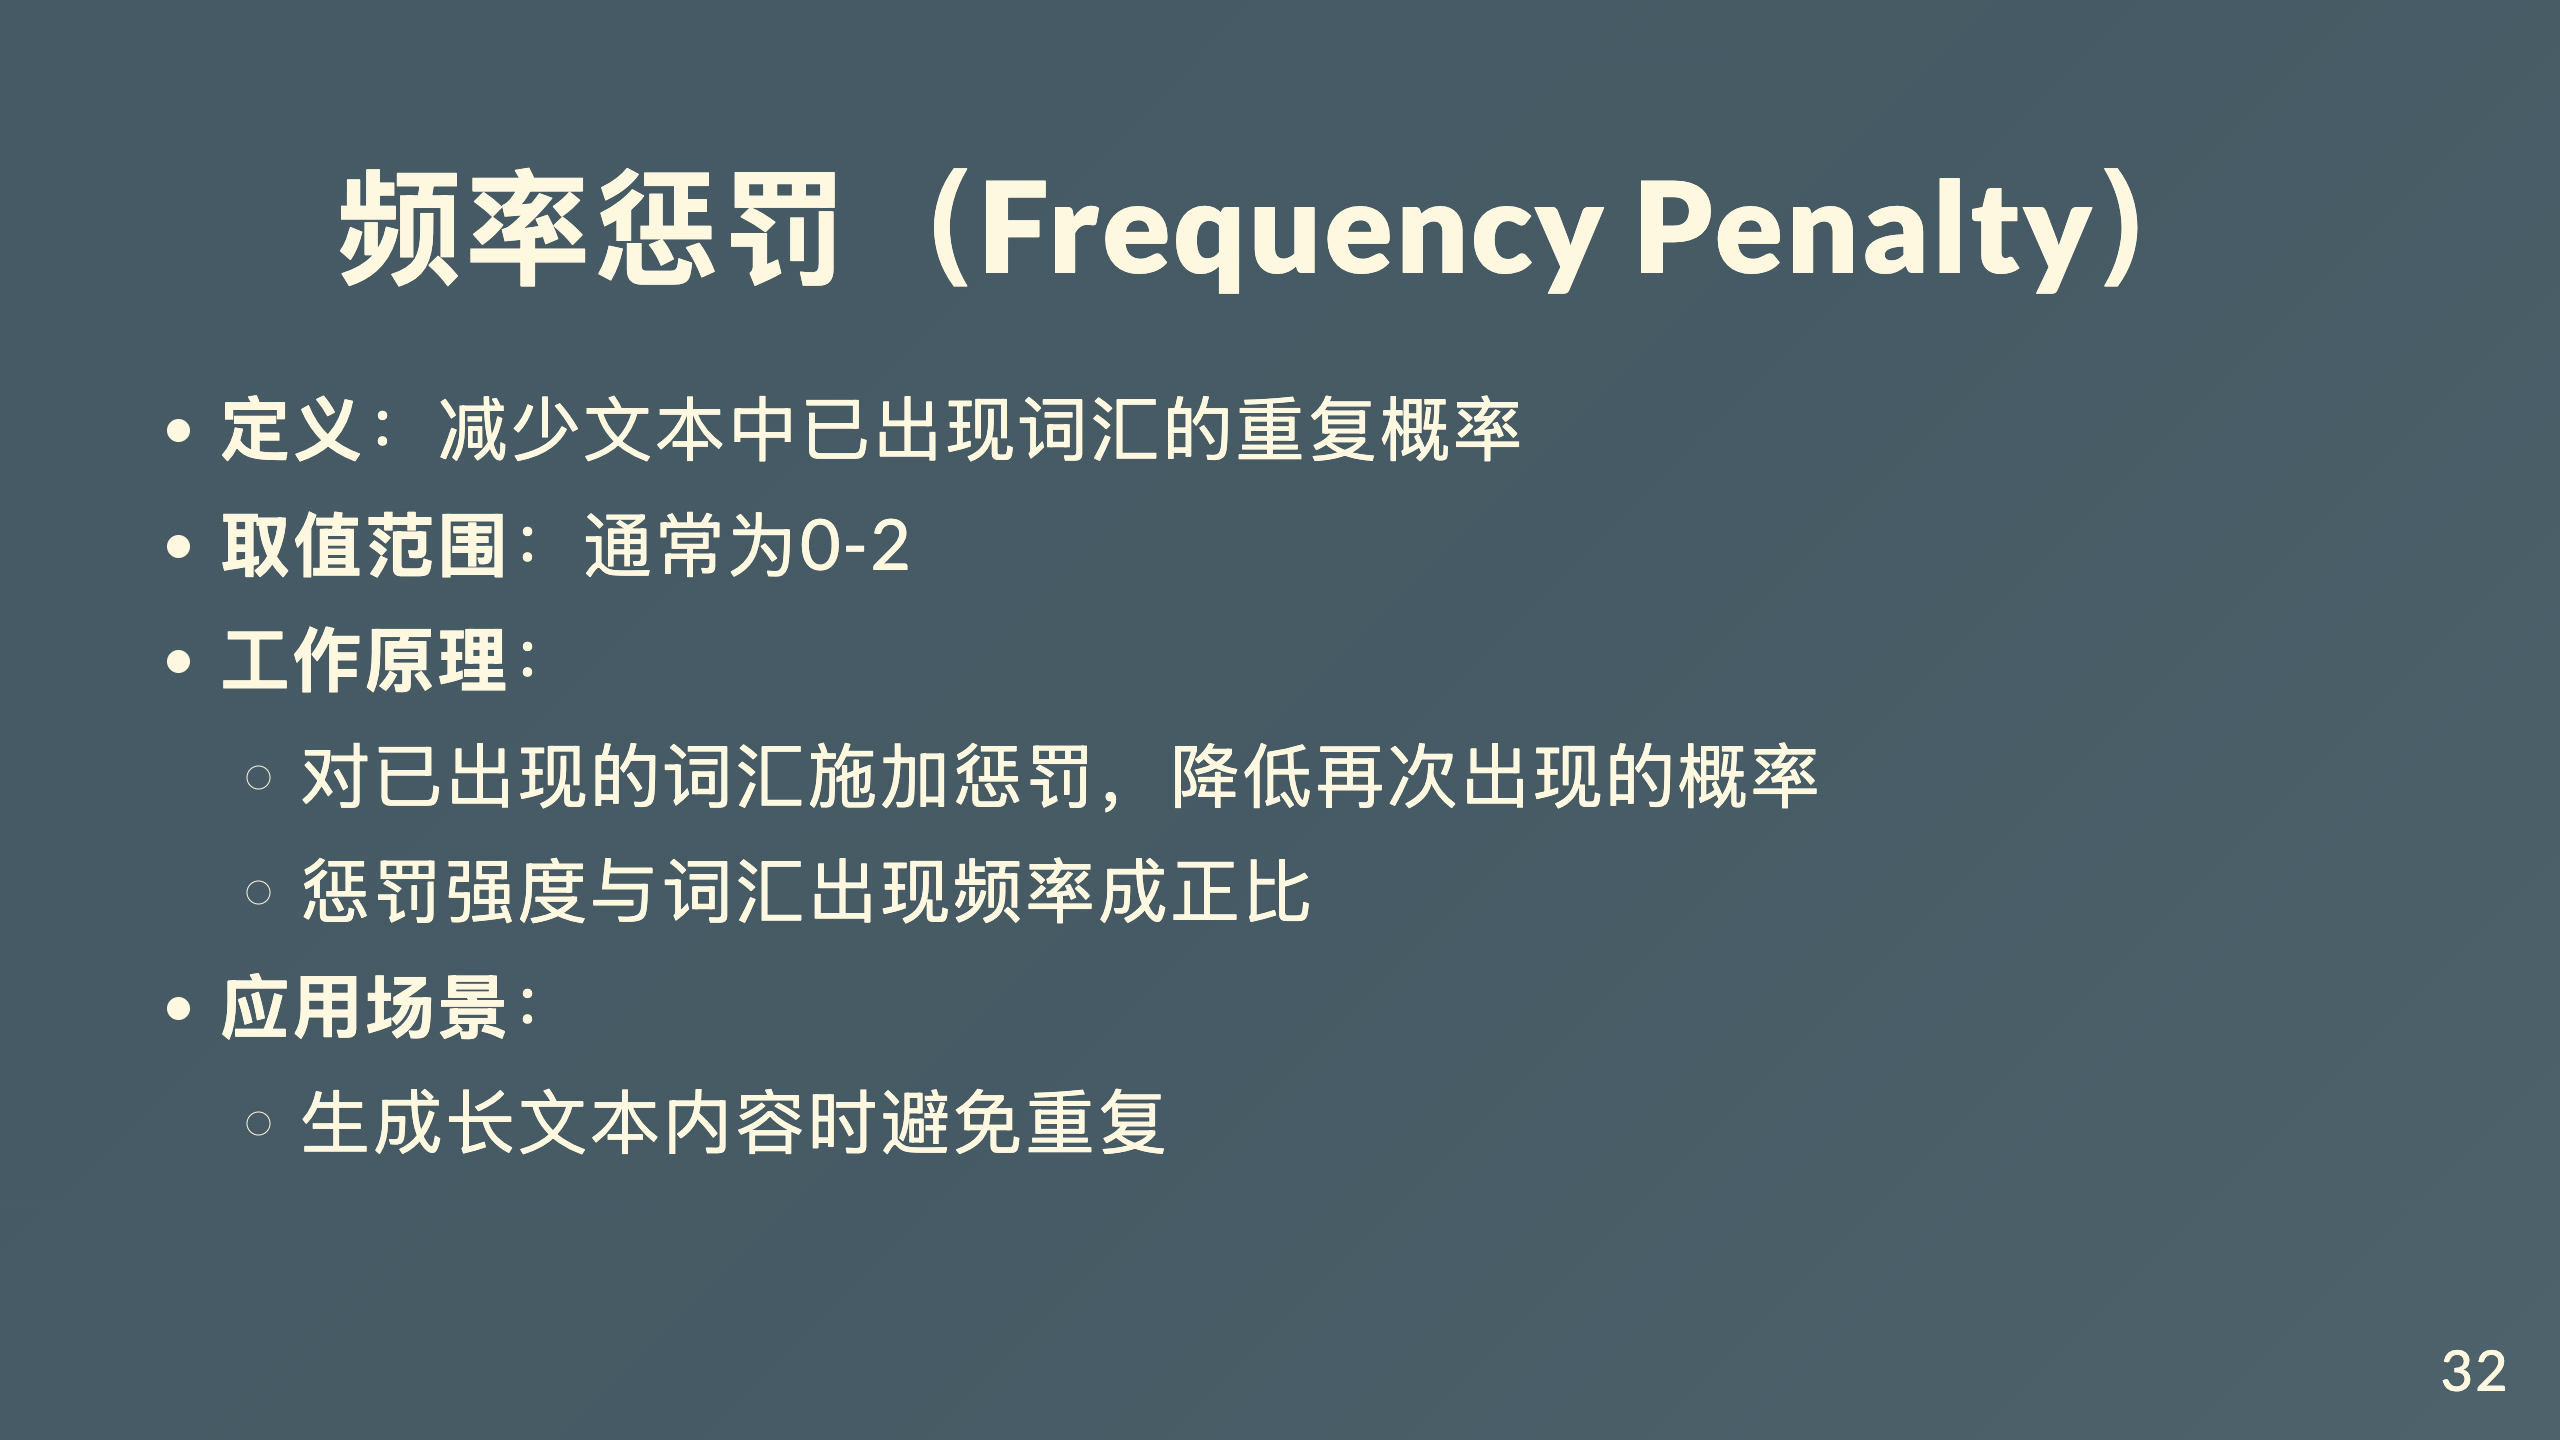 频率惩罚（Frequency Penalty）
• 定义：减少文本中已出现词汇的重复概率
• 取值范围：通常为0-2
• 工作原理：
○ 对已出现的词汇施加惩罚，降低再次出现的概率
○ 惩罚强度与词汇出现频率成正比
• 应用场景：
○ 生成长文本内容时避免重复
32